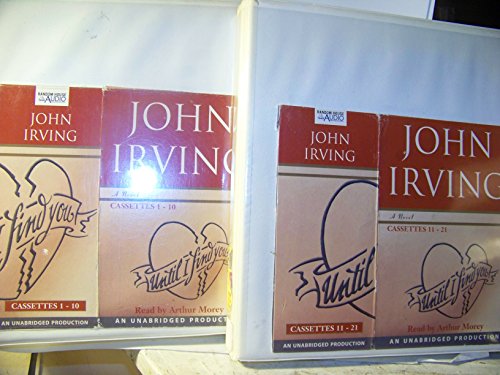 RANDOM HOUSE
AUDIO
JOHN
IRVING
find you
CASSETTES 1 - 10
AN UNABRIDGED PRODUCTION
JOHN
IRVING
A Novel
CASSETTES 1 - 10
Until I find you
Read by Arthur Morey
AN UNABRIDGED PRODUCTION
RANDOM HOUSE
AUDIO
JOHN
IRVING
Until
CASSETTES 11 - 21
AN UNABRIDGED PRODUCTION
JOHN
IRVING
A Novel
CASSETTES 11 - 21
Until I find you
Read by Arthur Morey
AN UNABRIDGED PRODUCTION